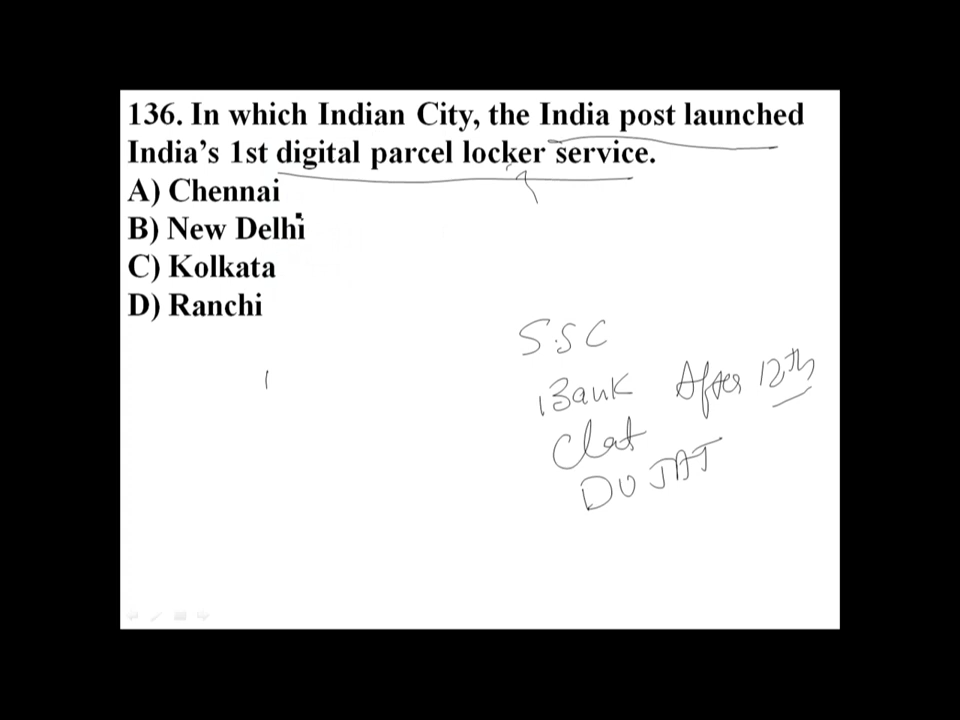 136. In which Indian City, the India post launched
India's 1st digital parcel locker service.
A) Chennai
B) New Delhi
C) Kolkata
D) Ranchi
S.SC
Bank After 12th
Clat
DU JAT